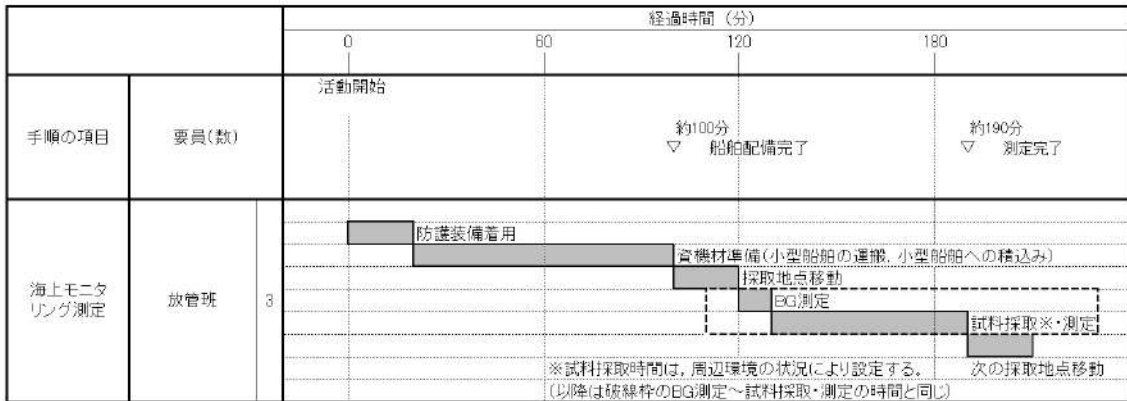 経過時間（分）
0 60 120 180
活動開始
手順の項目 要員(数)
約100分
▽ 船舶配備完了
約190分
▽ 測定完了
防護装備着用
資機材準備(小型船舶の運搬，小型船舶への積込み)
採取地点移動
海上モニタ
リング測定
放管班
3
BG測定
試料採取※・測定
※試料採取時間は，周辺環境の状況により設定する。
次の採取地点移動
(以降は破線枠のBG測定～試料採取・測定の時間と同じ)